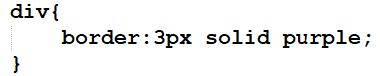 div{
    border:3px solid purple;
}